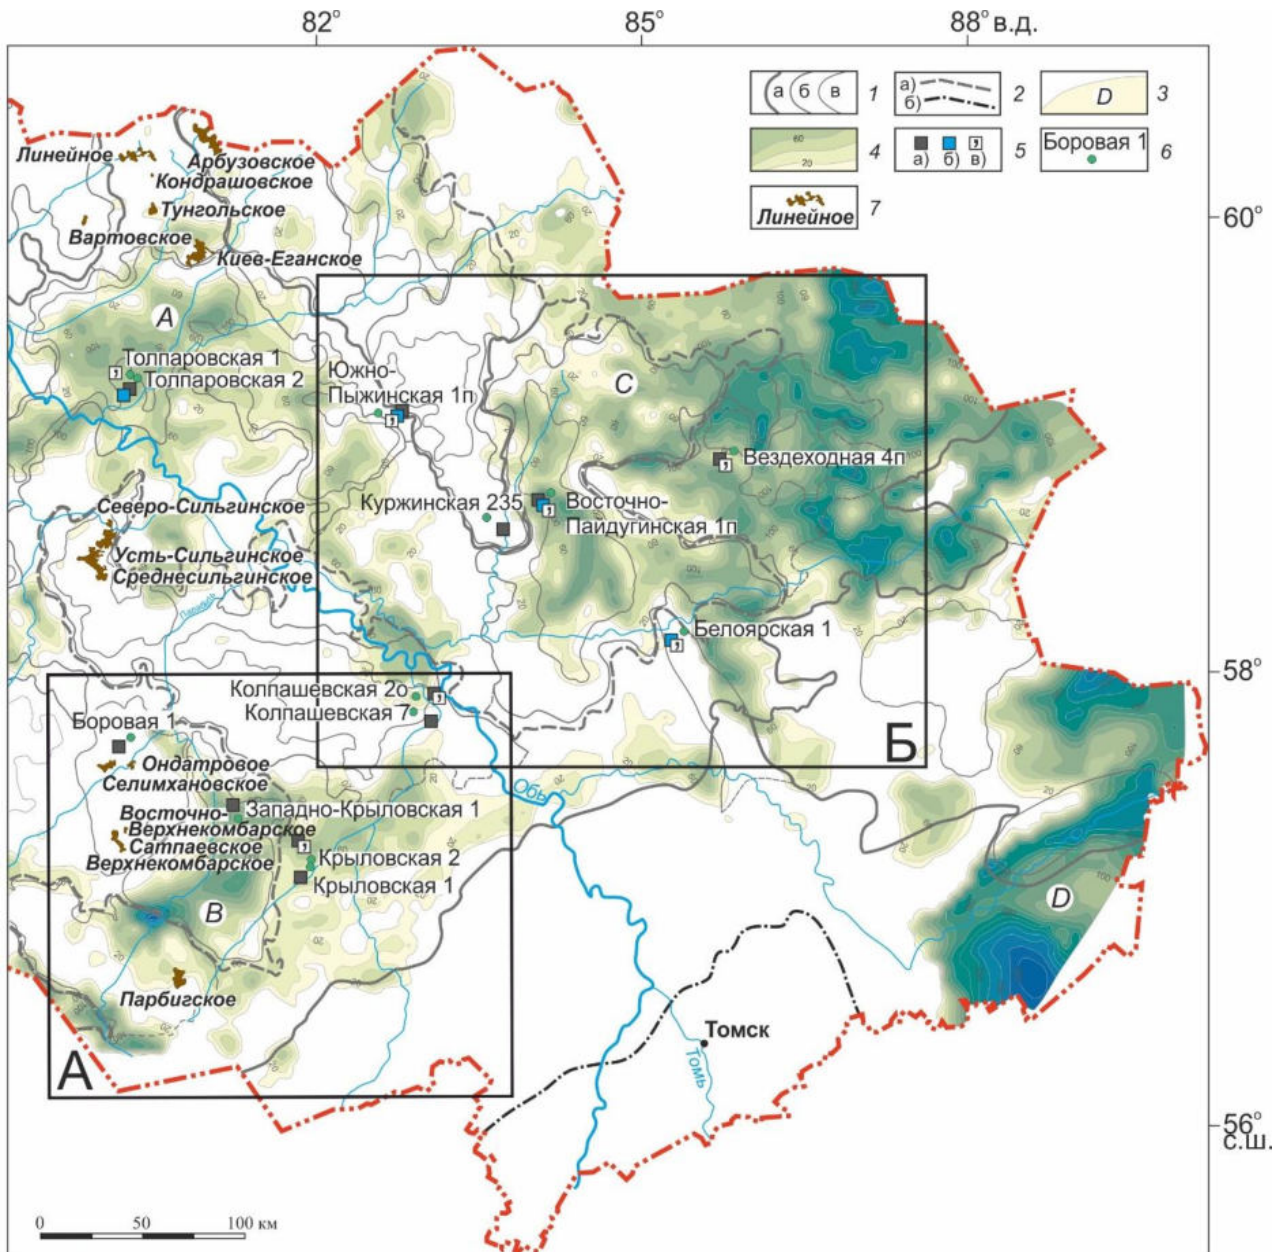 82° 85° 88° в.д.
а б в 1
а) б) 2
D 3
60 20 4
а) б) в) 5
Боровая 1 6
Линейное 7
60°
58°
56°
с.ш.
Линейное
Арбузовское
Кондрашовское
Тунгольское
Вартовское
Киев-Еганское
A
Толпаровская 1
Толпаровская 2
Южно-
Пыжинская 1п
C
Вездеходная 4п
Куржинская 235
Восточно-
Пайдугинская 1п
Северо-Сильгинское
Усть-Сильгинское
Среднесильгинское
Белоярская 1
Колпашевская 2о
Колпашевская 7
Б
Боровая 1
Ондатровое
Селимхановское
Западно-Крыловская 1
Восточно-
Верхнекомбарское
Сатпаевское
Верхнекомбарское
Крыловская 2
Крыловская 1
Обь
B
D
Парбигское
А
Томск
Томь
0 50 100 км